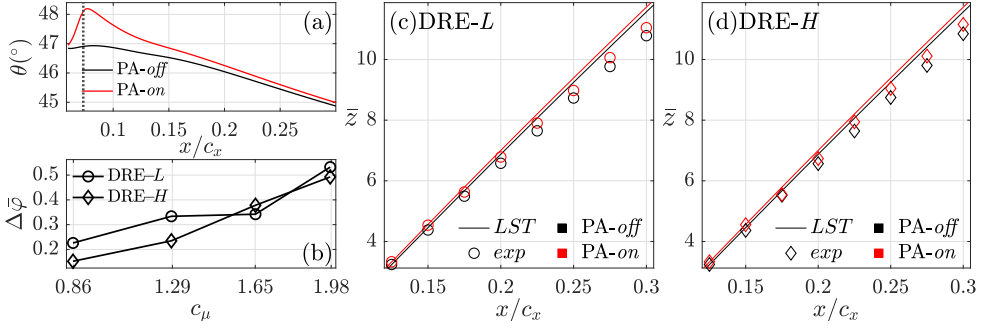 (a)
θ(°)
48
47
46
45
PA-off
PA-on
0.1
0.15
0.2
0.25
x/c_x
(b)
Δφ̄
0.5
0.4
0.3
0.2
DRE–L
DRE–H
0.86
1.29
1.65
1.98
c_μ
(c) DRE-L
z̄
10
8
6
4
LST
PA-off
exp
PA-on
0.15
0.2
0.25
0.3
x/c_x
(d) DRE-H
z̄
10
8
6
4
LST
PA-off
exp
PA-on
0.15
0.2
0.25
0.3
x/c_x